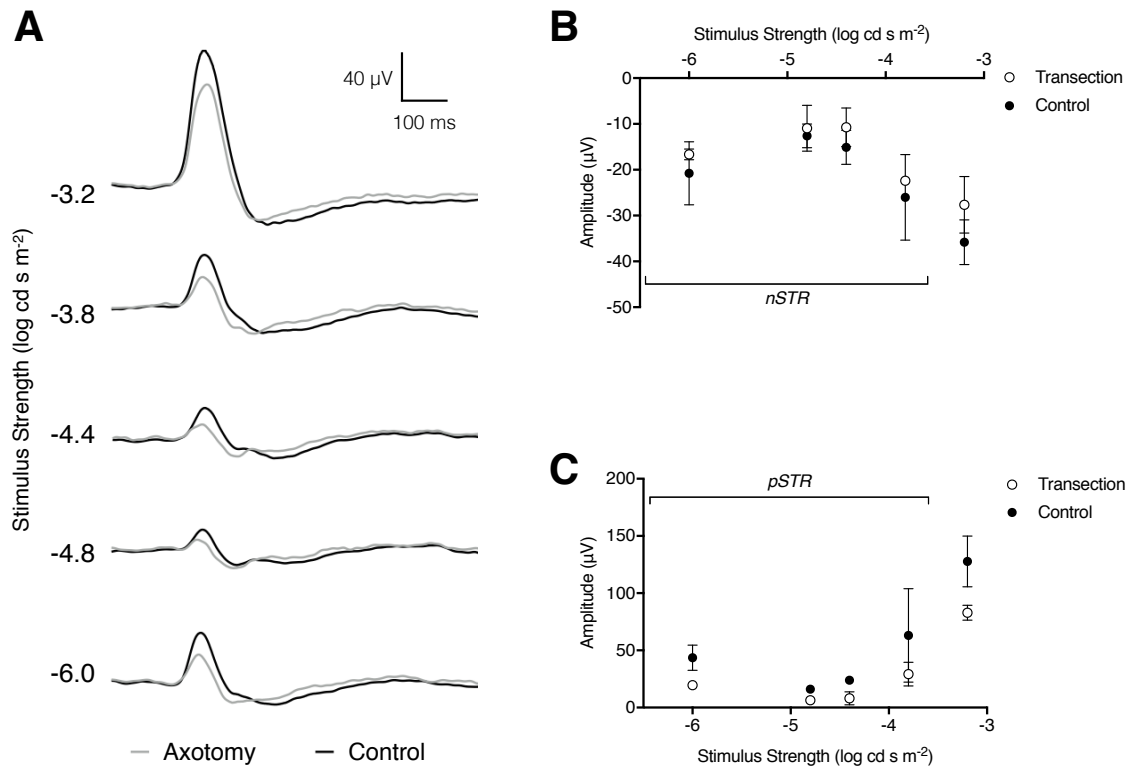 A
40 µV
100 ms
Stimulus Strength (log cd s m-2)
-3.2
-3.8
-4.4
-4.8
-6.0
Axotomy
Control
B
Stimulus Strength (log cd s m-2)
-6
-5
-4
-3
0
-10
-20
-30
-40
-50
Amplitude (µV)
nSTR
Transection
Control
C
200
150
100
50
0
Amplitude (µV)
pSTR
-6
-5
-4
-3
Stimulus Strength (log cd s m-2)
Transection
Control